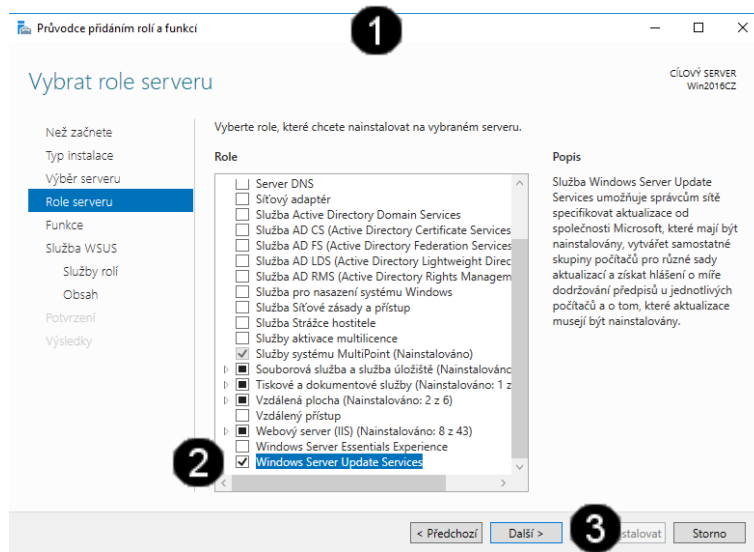 Průvodce přidáním rolí a funkcí
1
Vybrat role serveru
CÍLOVÝ SERVER
Win2016CZ
Než začnete
Typ instalace
Výběr serveru
Role serveru
Funkce
Služba WSUS
Služby rolí
Obsah
Potvrzení
Výsledky
Vyberte role, které chcete nainstalovat na vybraném serveru.
Role
Server DNS
Síťový adaptér
Služba Active Directory Domain Services
Služba AD CS (Active Directory Certificate Services
Služba AD FS (Active Directory Federation Services
Služba AD LDS (Active Directory Lightweight Direc
Služba AD RMS (Active Directory Rights Managem
Služba pro nasazení systému Windows
Služba Síťové zásady a přístup
Služba Strážce hostitele
Služby aktivace multilicence
Služby systému MultiPoint (Nainstalováno)
Souborová služba a služba úložiště (Nainstalováno
Tiskové a dokumentové služby (Nainstalováno: 1 z
Vzdálená plocha (Nainstalováno: 2 z 6)
Vzdálený přístup
Webový server (IIS) (Nainstalováno: 8 z 43)
Windows Server Essentials Experience
2
Windows Server Update Services
Popis
Služba Windows Server Update
Services umožňuje správcům sítě
specifikovat aktualizace od
společnosti Microsoft, které mají být
nainstalovány, vytvářet samostatné
skupiny počítačů pro různé sady
aktualizací a získat hlášení o míře
dodržování předpisů u jednotlivých
počítačů a o tom, které aktualizace
musejí být nainstalovány.
< Předchozí
Další >
3
stalovat
Storno